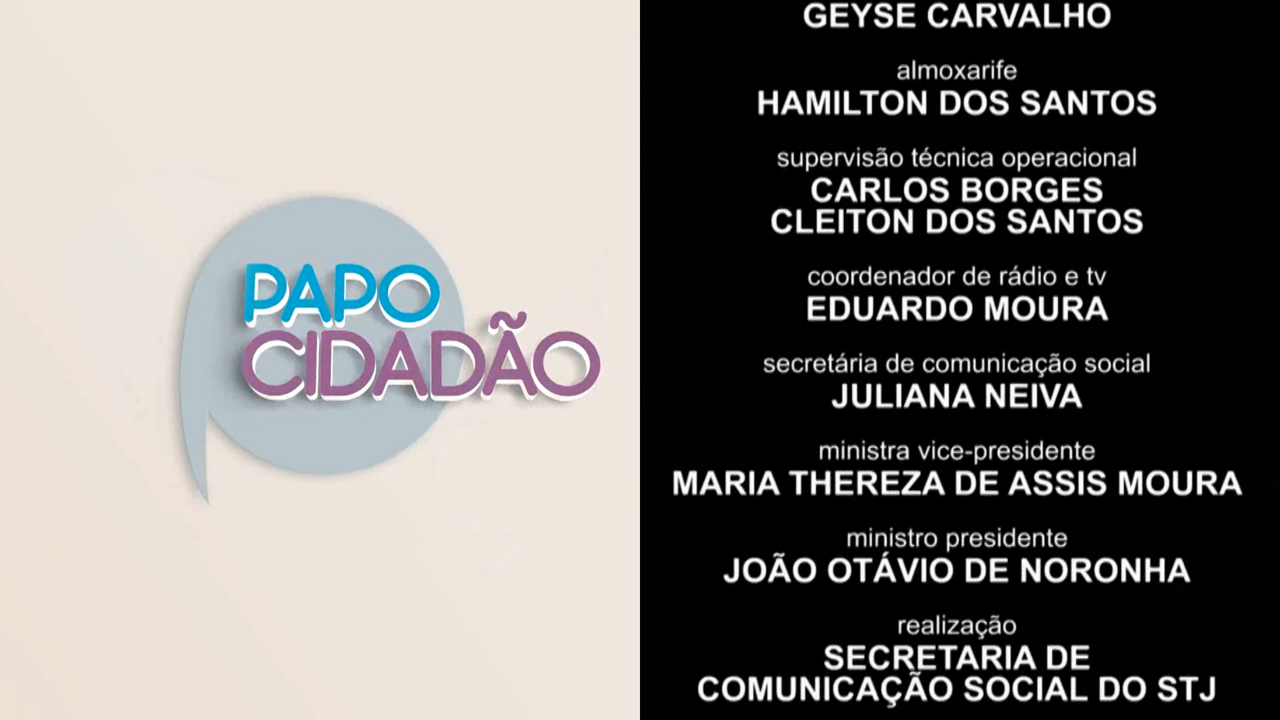 PAPO
CIDADÃO
GEYSE CARVALHO
almoxarife
HAMILTON DOS SANTOS
supervisão técnica operacional
CARLOS BORGES
CLEITON DOS SANTOS
coordenador de rádio e tv
EDUARDO MOURA
secretária de comunicação social
JULIANA NEIVA
ministra vice-presidente
MARIA THEREZA DE ASSIS MOURA
ministro presidente
JOÃO OTÁVIO DE NORONHA
realização
SECRETARIA DE
COMUNICAÇÃO SOCIAL DO STJ